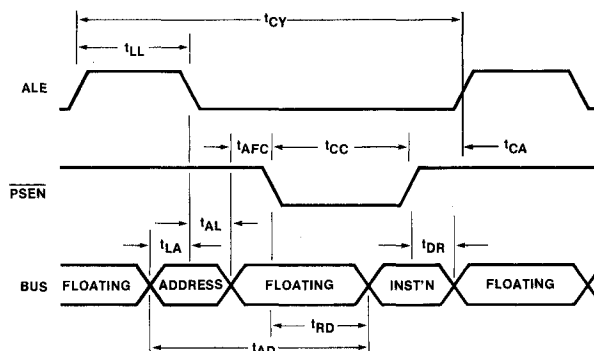 tCY
tLL
ALE
tAFC
tCC
tCA
PSEN
tAL
tLA
tDR
BUS
FLOATING
ADDRESS
FLOATING
INST'N
FLOATING
tRD
tAD